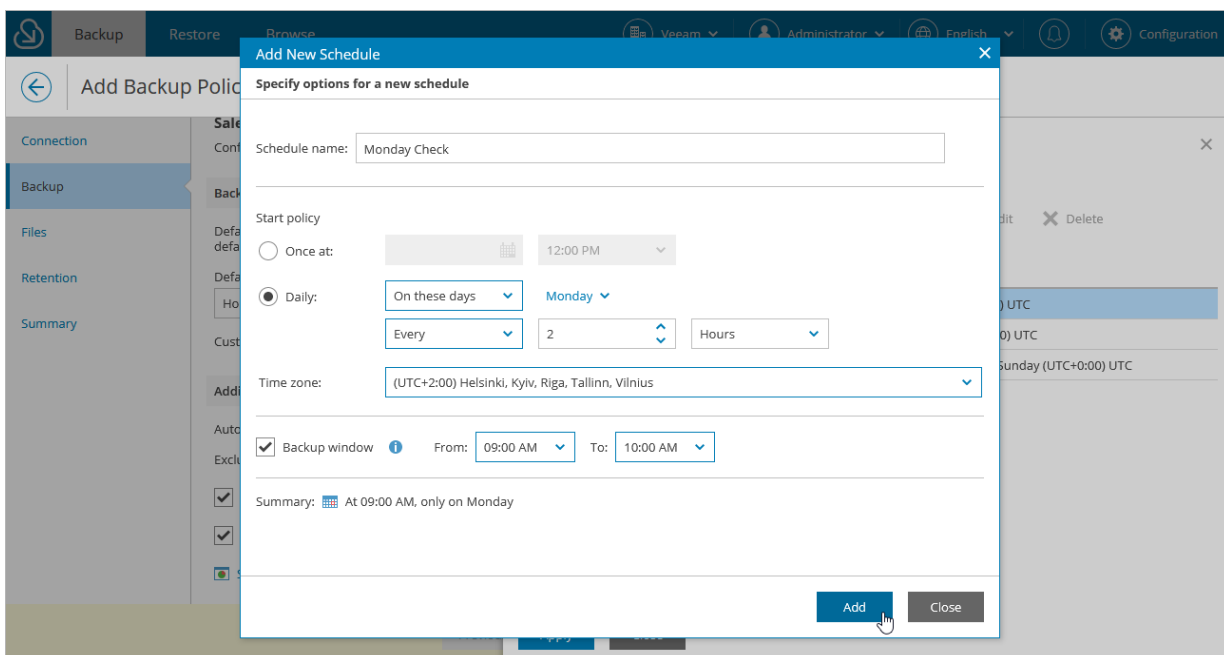 Backup Restore Browse Veeam Administrator English Configuration
Add New Schedule
Add Backup Polic
Specify options for a new schedule
Connection
Backup
Files
Retention
Summary
Sale
Conf
Back
Defa
defa
Defa
Ho
Cust
Addi
Auto
Exclu
Schedule name: Monday Check
Start policy
Once at: 12:00 PM
Daily: On these days Monday
Every 2 Hours
Time zone: (UTC+2:00) Helsinki, Kyiv, Riga, Tallinn, Vilnius
Backup window From: 09:00 AM To: 10:00 AM
Summary: At 09:00 AM, only on Monday
Add Close
dit Delete
) UTC
0) UTC
Sunday (UTC+0:00) UTC
Apply Close